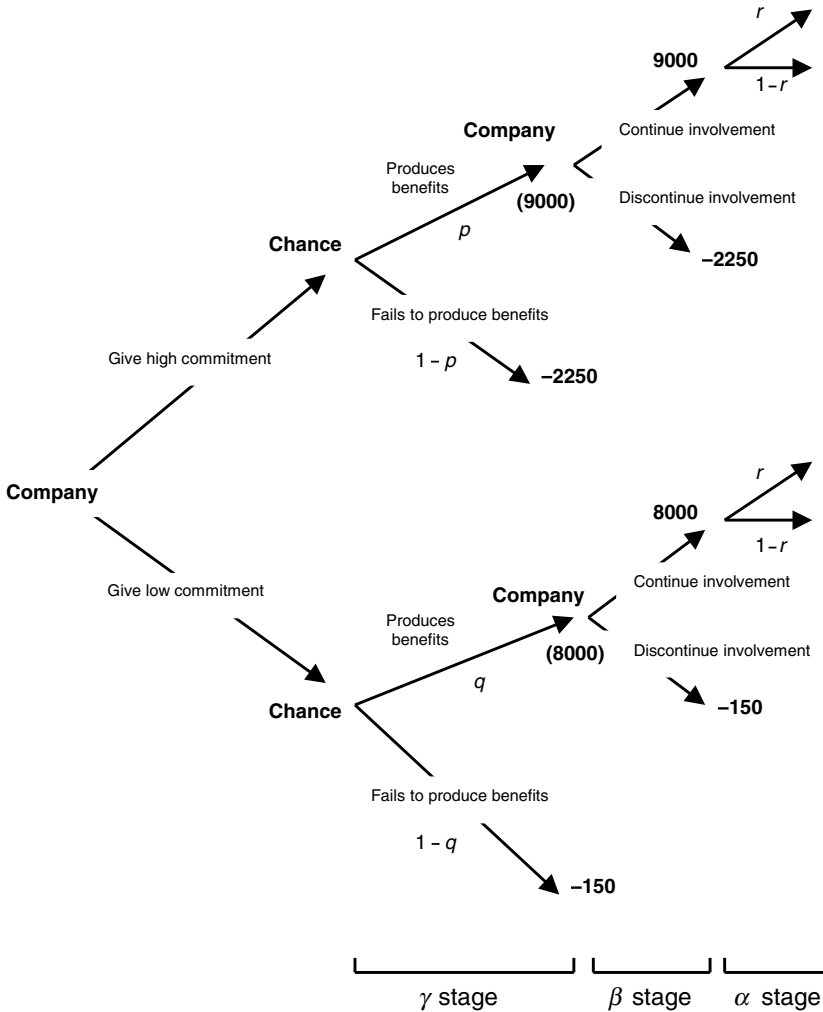 r
9000
1 – r
Company
Continue involvement
Produces
benefits
Discontinue involvement
(9000)
p
Chance
–2250
Fails to produce benefits
Give high commitment
1 – p
–2250
Company
r
8000
1 – r
Continue involvement
Give low commitment
Company
Produces
benefits
Discontinue involvement
(8000)
q
Chance
–150
Fails to produce benefits
1 – q
–150
γ stage
β stage
α stage